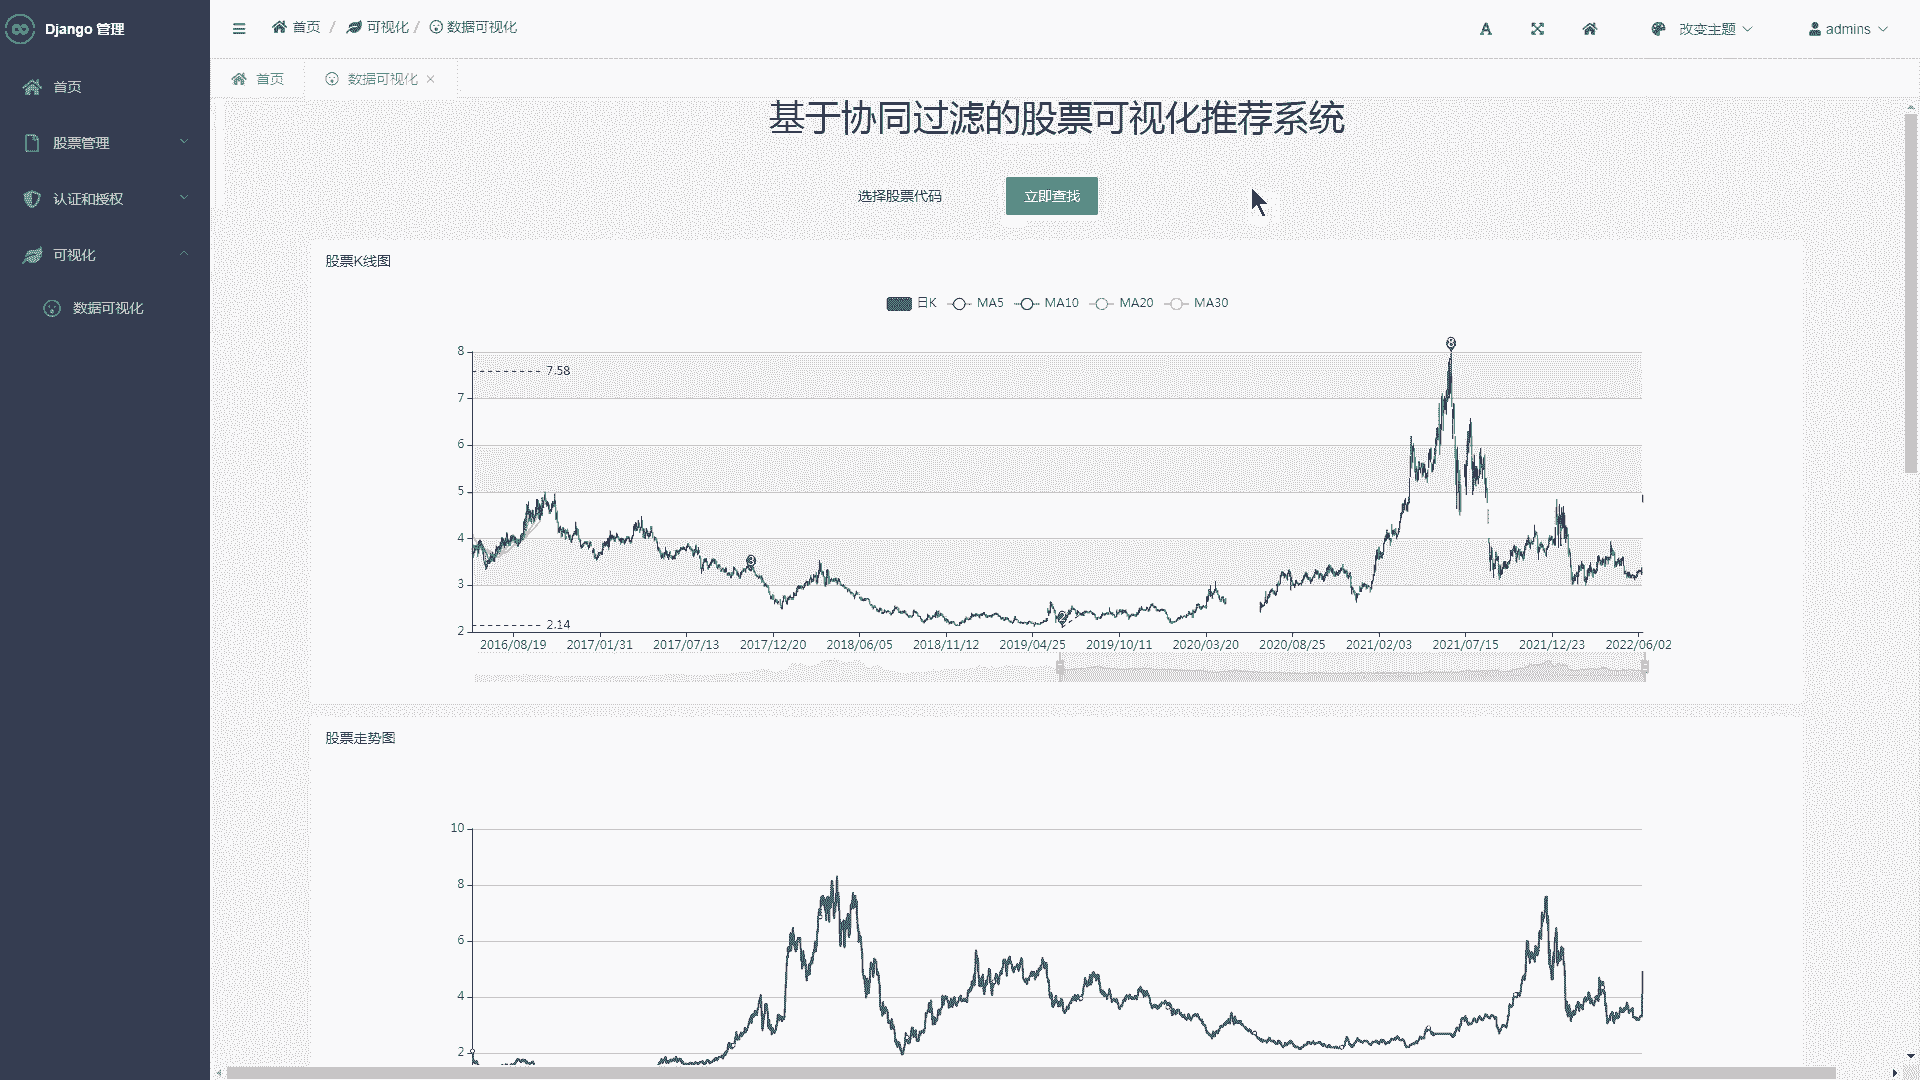 Django 管理
首页 / 可视化 / 数据可视化
改变主题
admins
首页
股票管理
认证和授权
可视化
数据可视化
首页
数据可视化
基于协同过滤的股票可视化推荐系统
选择股票代码
立即查找
股票K线图
日K MA5 MA10 MA20 MA30
8
8
7.58
7
6
5
4
3
3
2
2.14
2
2016/08/19 2017/01/31 2017/07/13 2017/12/20 2018/06/05 2018/11/12 2019/04/25 2019/10/11 2020/03/20 2020/08/25 2021/02/03 2021/07/15 2021/12/23 2022/06/02
股票走势图
10
8
6
4
2